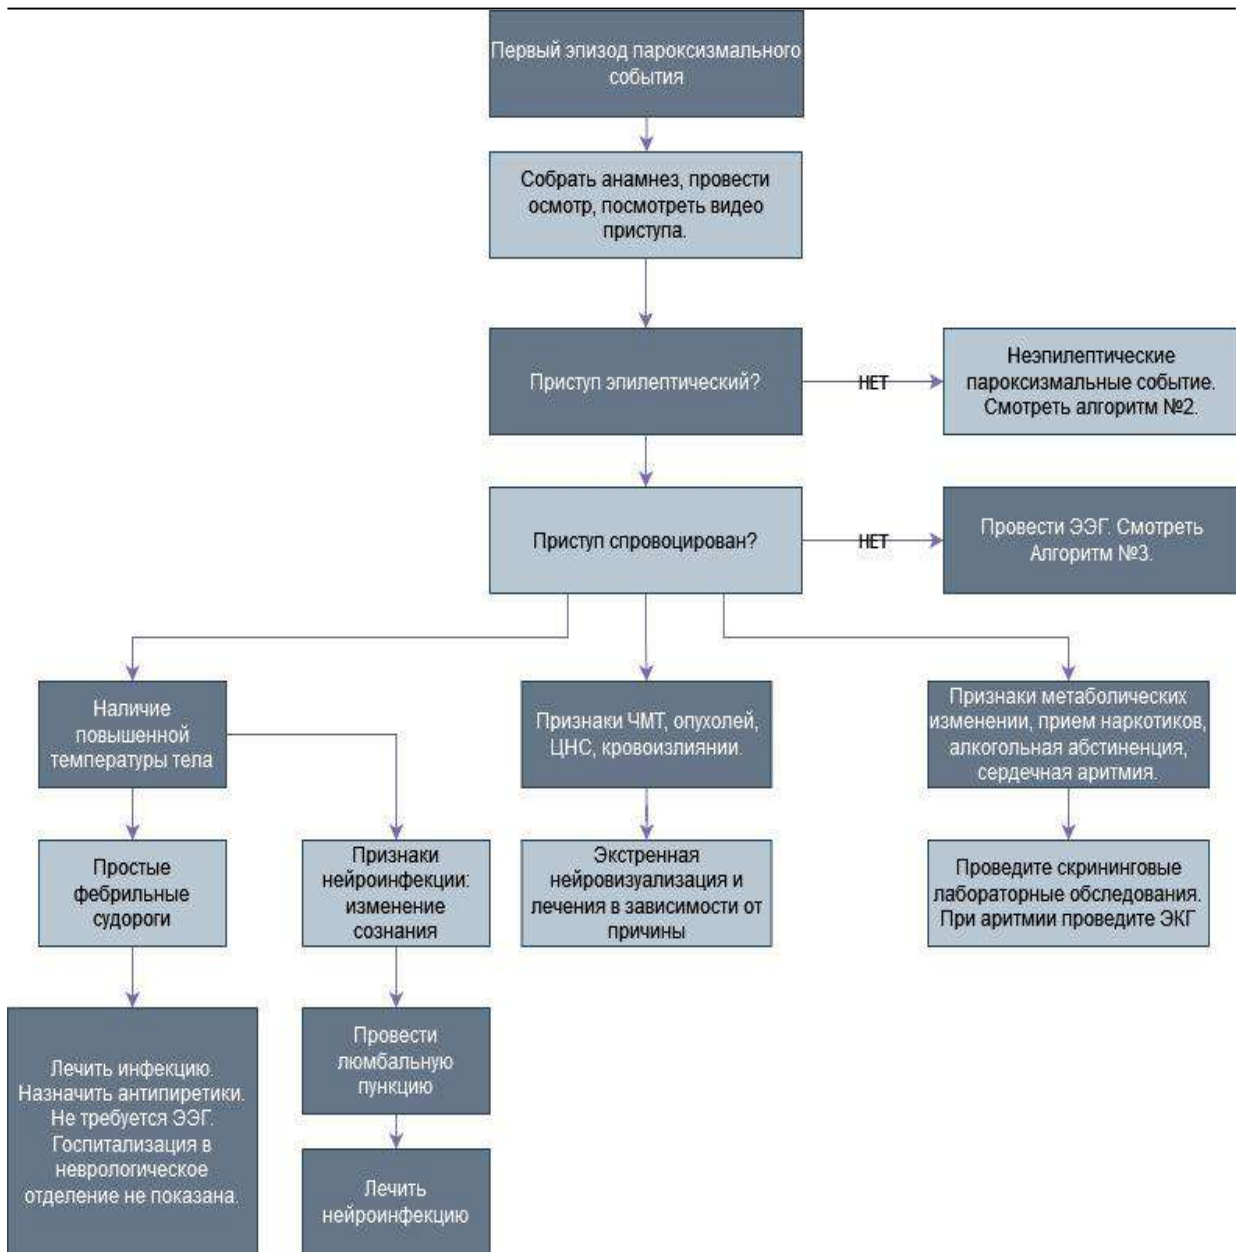 Первый эпизод пароксизмального
события
Собрать анамнез, провести
осмотр, посмотреть видео
приступа.
Приступ эпилептический?
НЕТ
Неэпилептические
пароксизмальные событие.
Смотреть алгоритм №2.
Приступ спровоцирован?
НЕТ
Провести ЭЭГ. Смотреть
Алгоритм №3.
Наличие
повышенной
температуры тела
Признаки ЧМТ, опухолей,
ЦНС, кровоизлиянии.
Признаки метаболических
изменении, прием наркотиков,
алкогольная абстиненция,
сердечная аритмия.
Простые
фебрильные
судороги
Признаки
нейроинфекции:
изменение
сознания
Экстренная
нейровизуализация и
лечения в зависимости от
причины
Проведите скрининговые
лабораторные обследования.
При аритмии проведите ЭКГ
Лечить инфекцию.
Назначить антипиретики.
Не требуется ЭЭГ.
Госпитализация в
неврологическое
отделение не показана.
Провести
люмбальную
пункцию
Лечить
нейроинфекцию